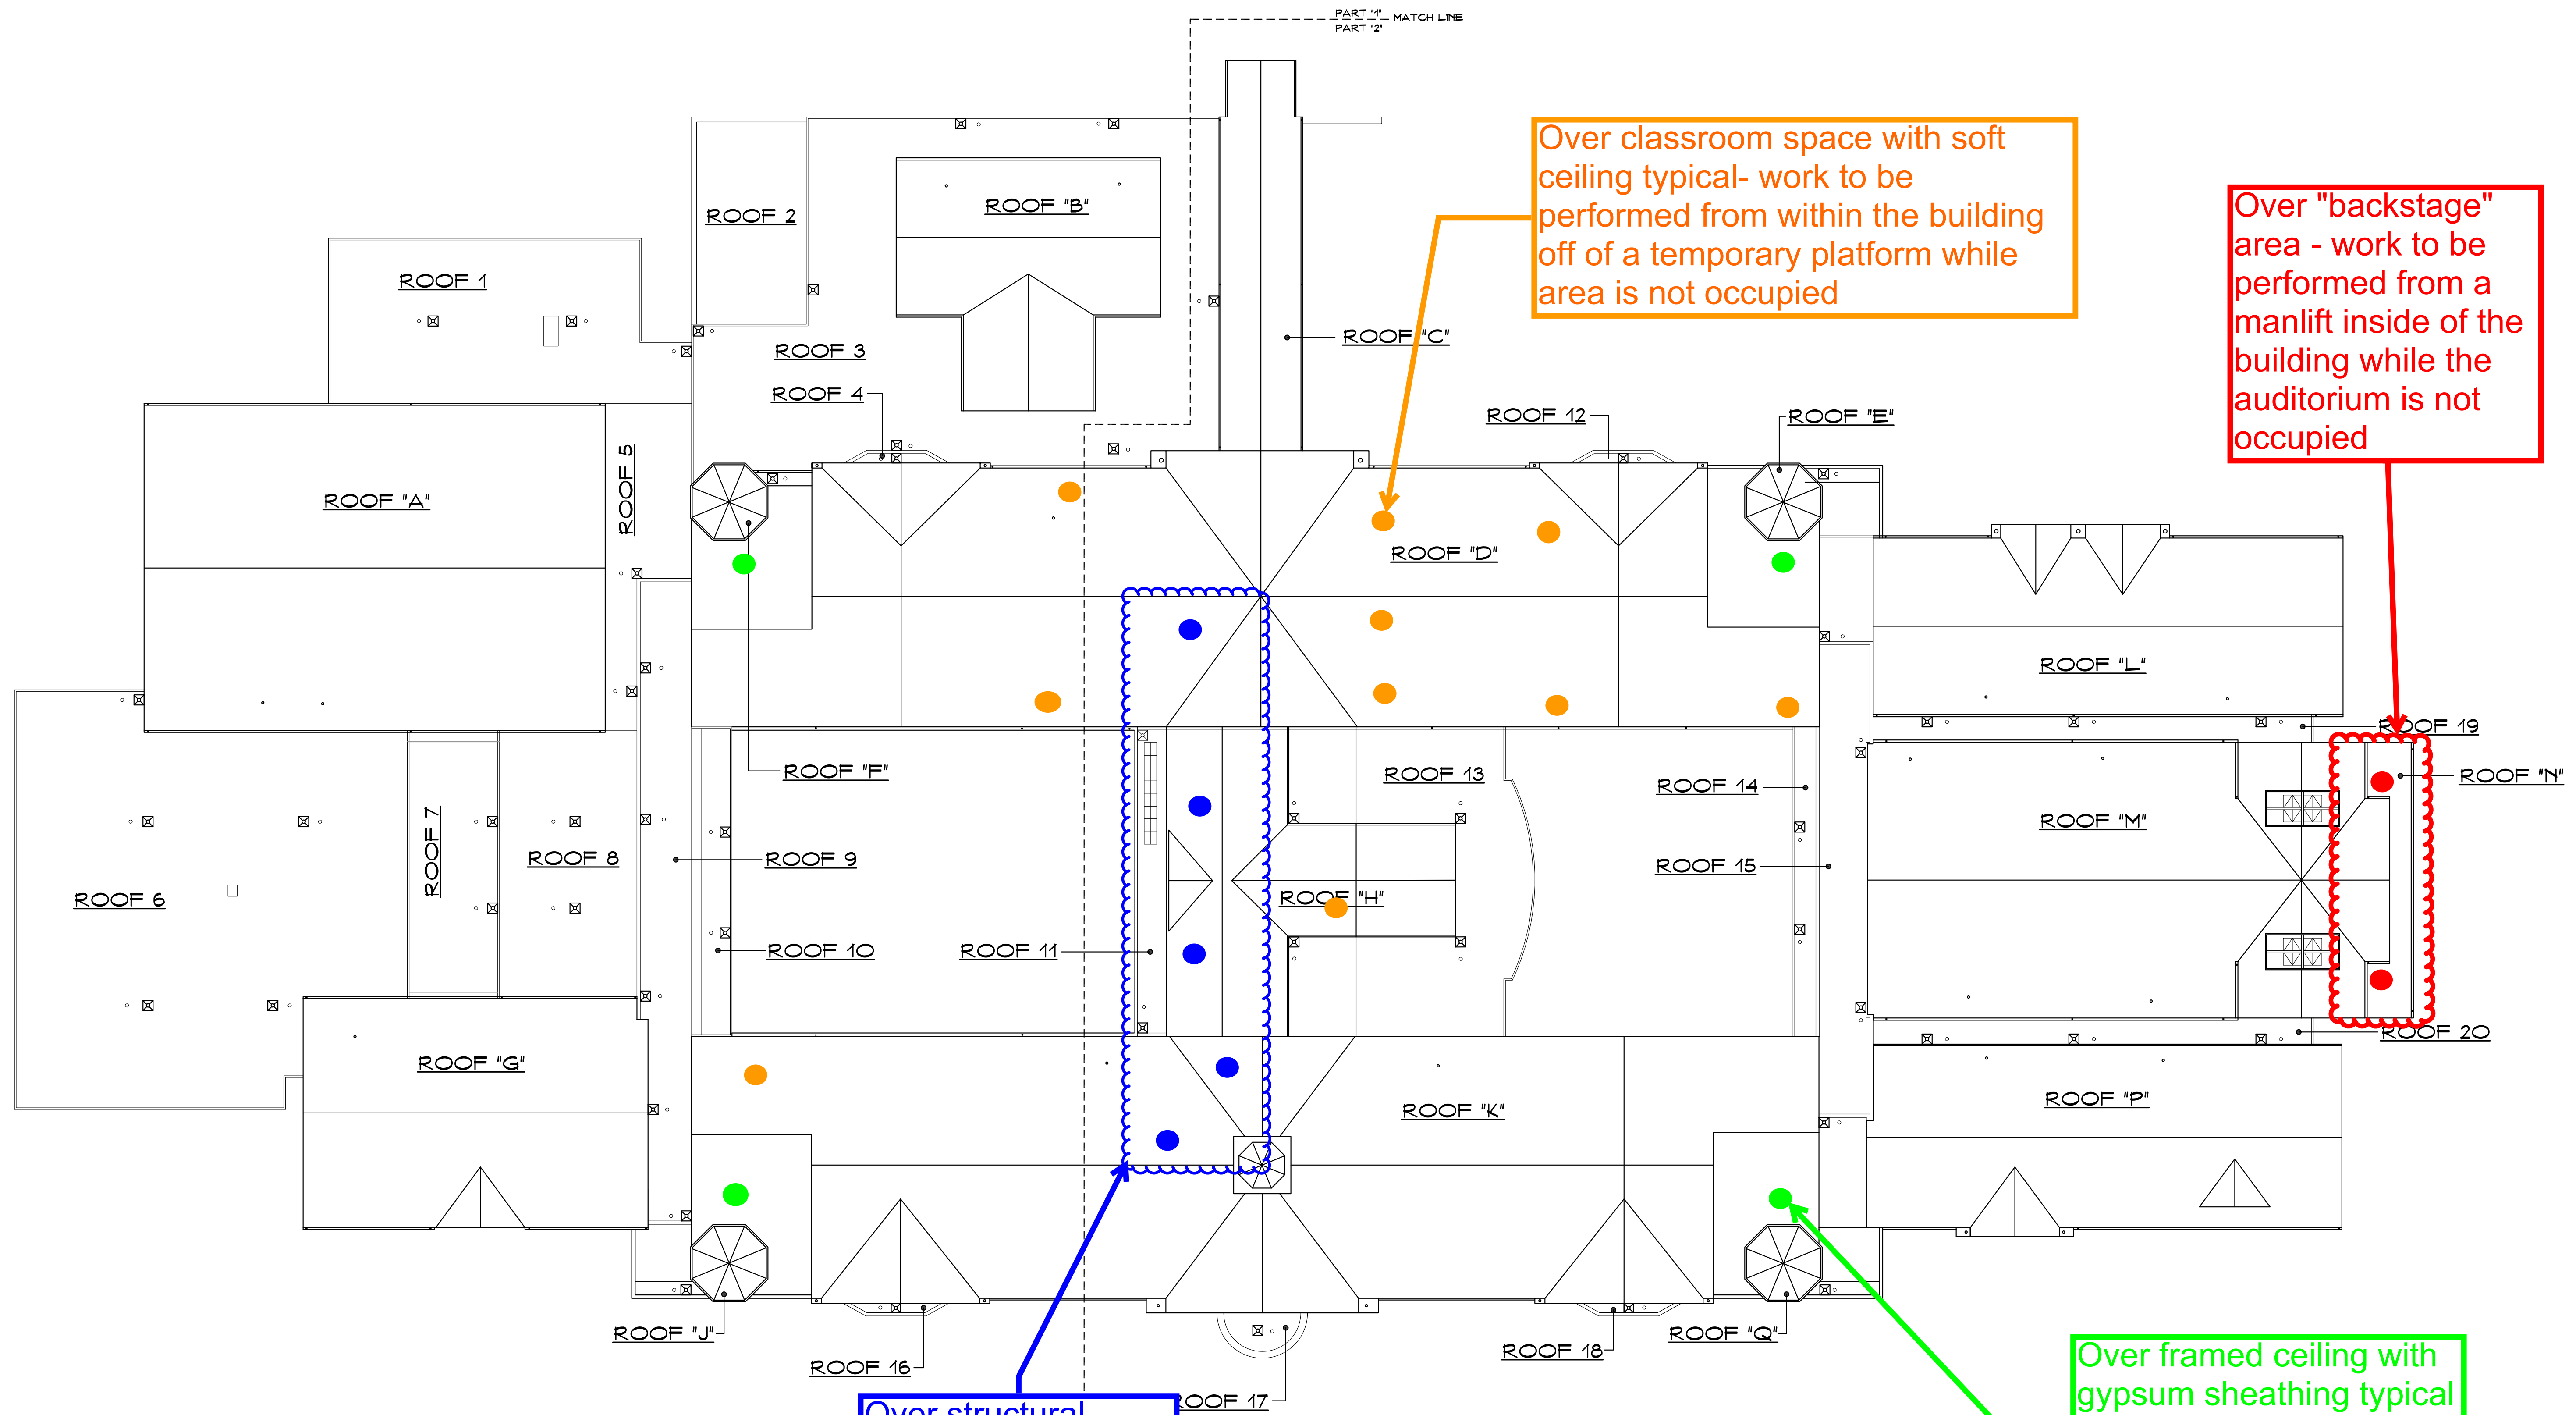 PART "1"
MATCH LINE
PART "2"
Over classroom space with soft
ceiling typical- work to be
performed from within the building
off of a temporary platform while
area is not occupied
Over "backstage"
area - work to be
performed from a
manlift inside of the
building while the
auditorium is not
occupied
ROOF 2
ROOF "B"
ROOF 1
ROOF "C"
ROOF 3
ROOF 4
ROOF 12
ROOF "E"
ROOF 5
ROOF "A"
ROOF "D"
ROOF "L"
ROOF 19
ROOF "F"
ROOF 13
ROOF 14
ROOF "N"
ROOF 7
ROOF 8
ROOF 9
ROOF 15
ROOF "M"
ROOF 6
ROOF "H"
ROOF 10
ROOF 11
ROOF 20
ROOF "G"
ROOF "K"
ROOF "P"
ROOF "J"
ROOF 16
ROOF 18
ROOF "Q"
ROOF 17
Over framed ceiling with
gypsum sheathing typical
Over structural